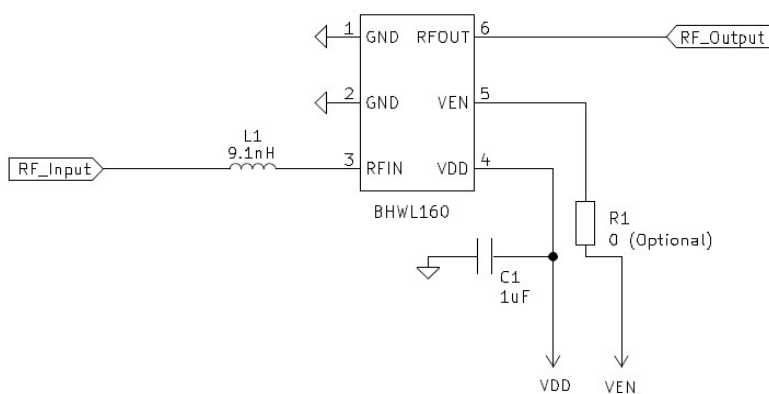 1
GND
RFOUT
6
RF_Output
2
GND
VEN
5
L1
9.1nH
RF_Input
3
RFIN
VDD
4
BHWL160
R1
0 (Optional)
C1
1uF
VDD
VEN